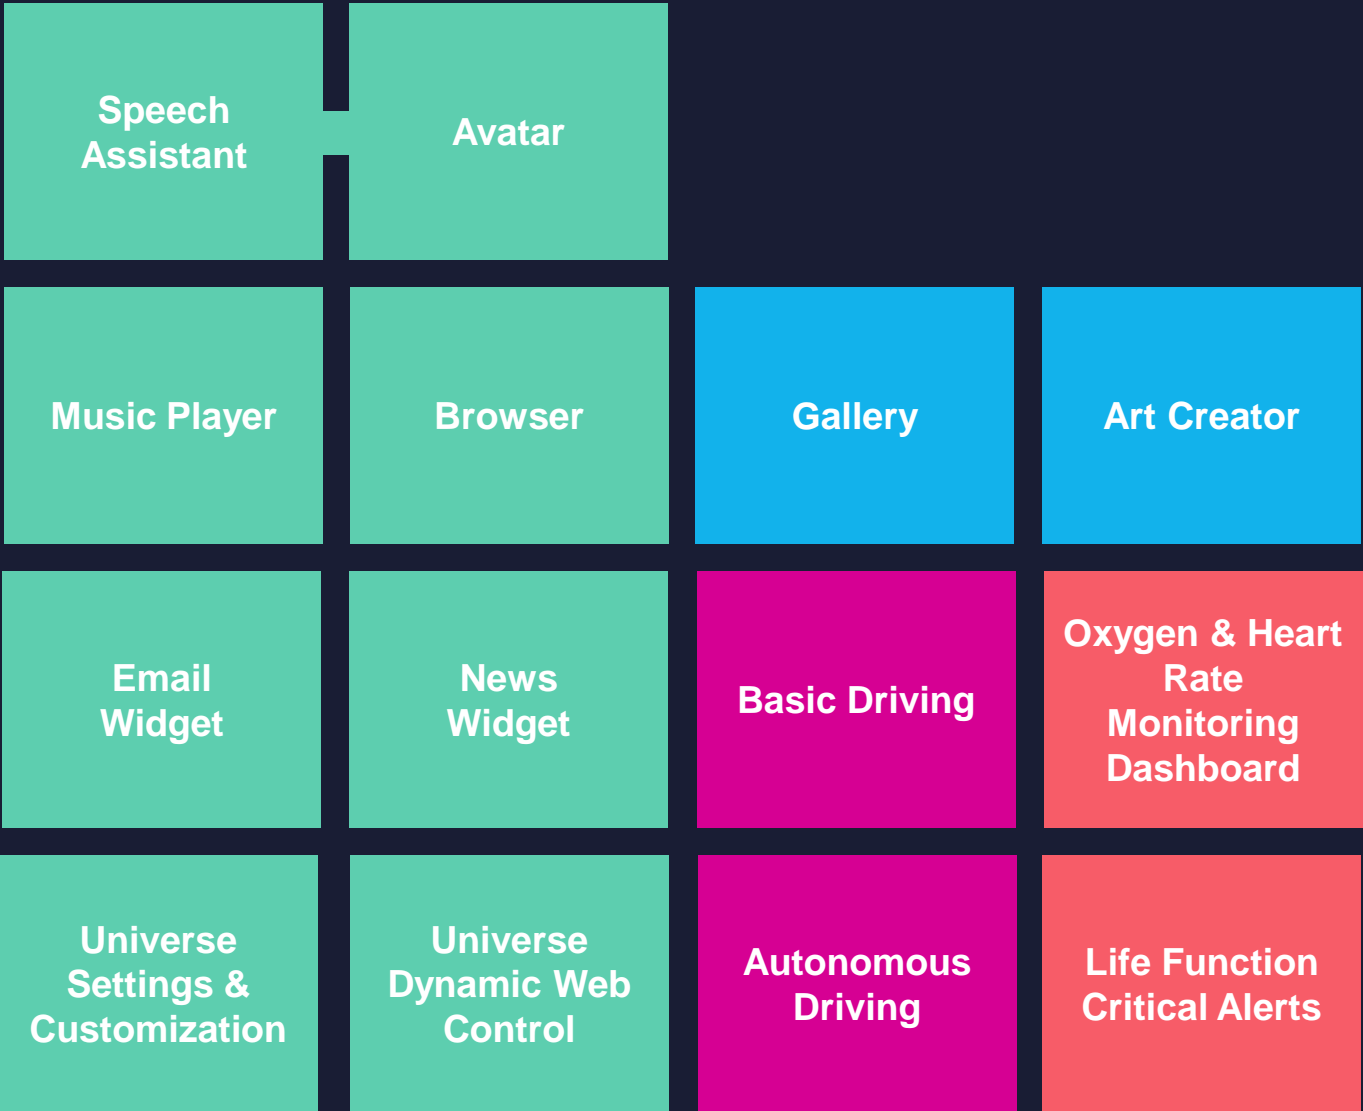 Speech
Assistant
Avatar
Music Player
Browser
Gallery
Art Creator
Email
Widget
News
Widget
Basic Driving
Oxygen & Heart
Rate
Monitoring
Dashboard
Universe
Settings &
Customization
Universe
Dynamic Web
Control
Autonomous
Driving
Life Function
Critical Alerts